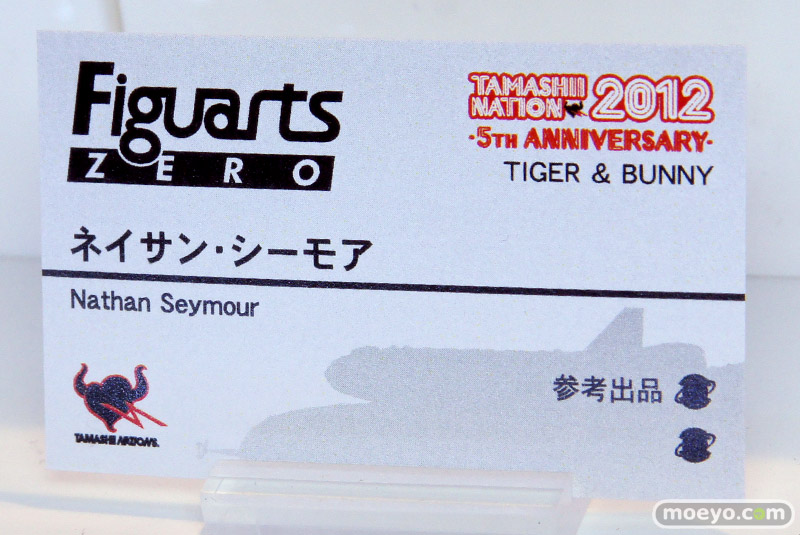 Figuarts
ZERO
TAMASHII
NATION 2012
·5TH ANNIVERSARY·
TIGER & BUNNY
ネイサン・シーモア
Nathan Seymour
参考出品
TAMASHII NATIONS
moeyo.com